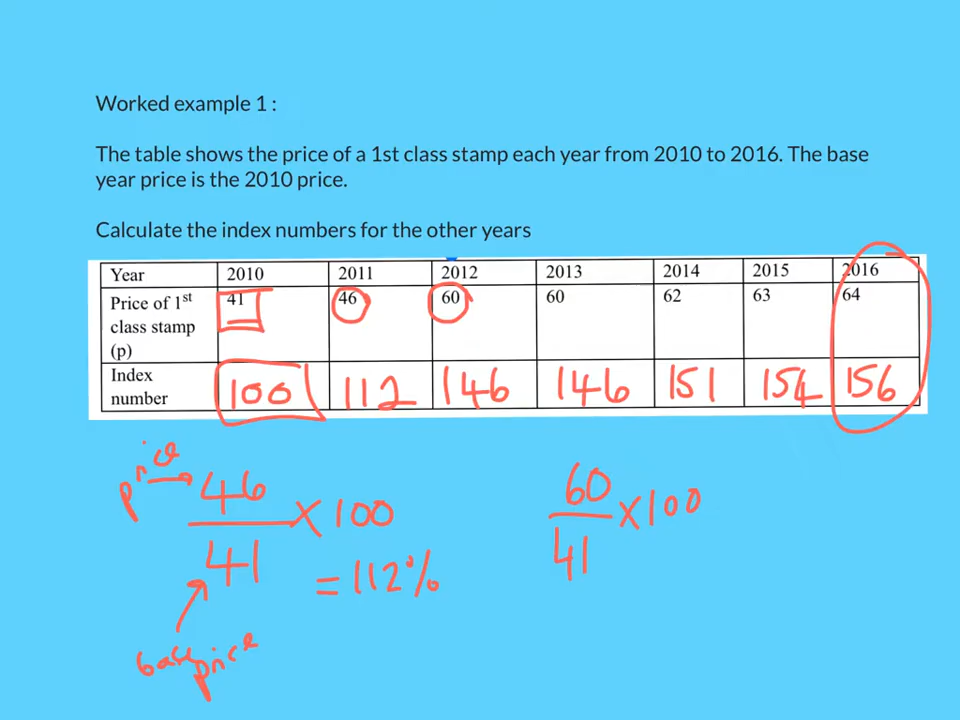 Worked example 1 :
The table shows the price of a 1st class stamp each year from 2010 to 2016. The base
year price is the 2010 price.
Calculate the index numbers for the other years
Year 2010 2011 2012 2013 2014 2015 2016
Price of 1st class stamp (p) 41 46 60 60 62 63 64
Index number 100 112 146 146 151 154 156
price 46 60
× 100 × 100
41 41
= 112%
base price